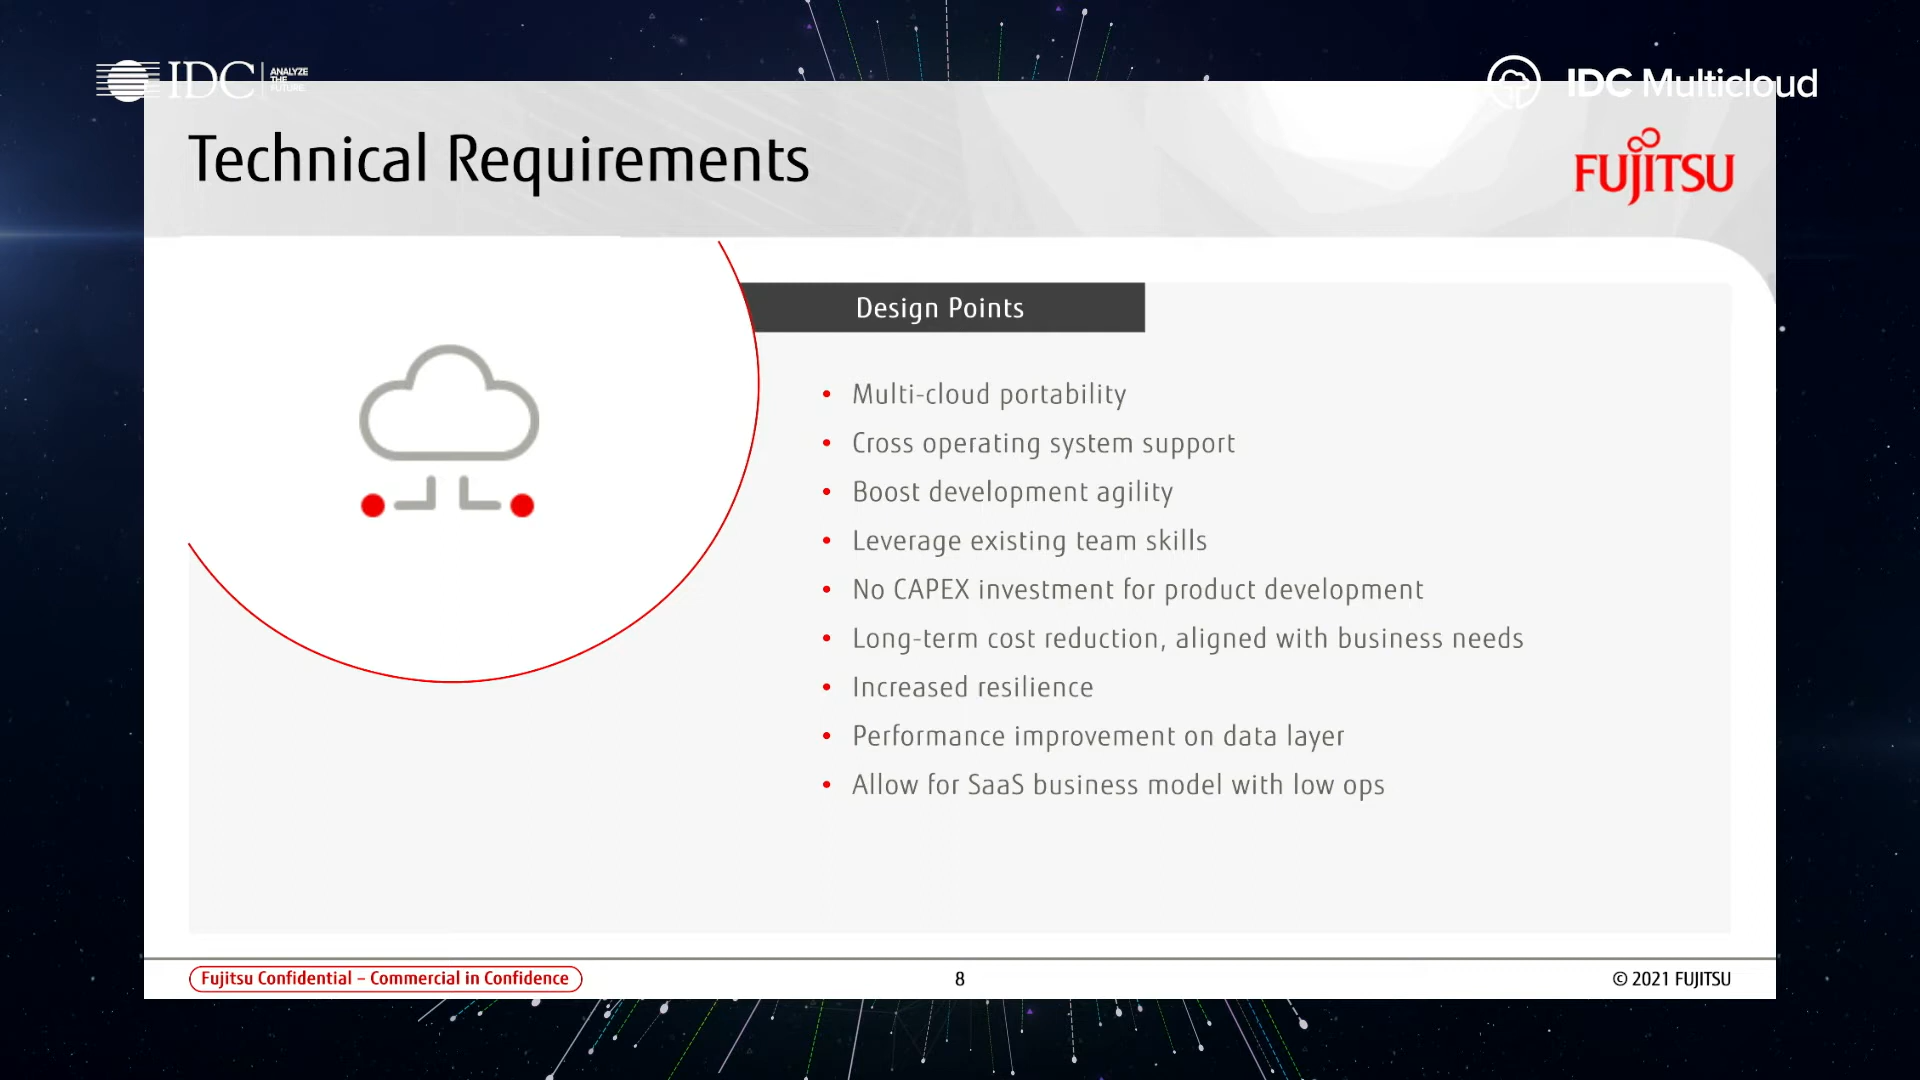 IDC
ANALYZE
THE
FUTURE
IDC Multicloud
Technical Requirements
FUJITSU
Design Points
• Multi-cloud portability
• Cross operating system support
• Boost development agility
• Leverage existing team skills
• No CAPEX investment for product development
• Long-term cost reduction, aligned with business needs
• Increased resilience
• Performance improvement on data layer
• Allow for SaaS business model with low ops
Fujitsu Confidential – Commercial in Confidence
8
© 2021 FUJITSU